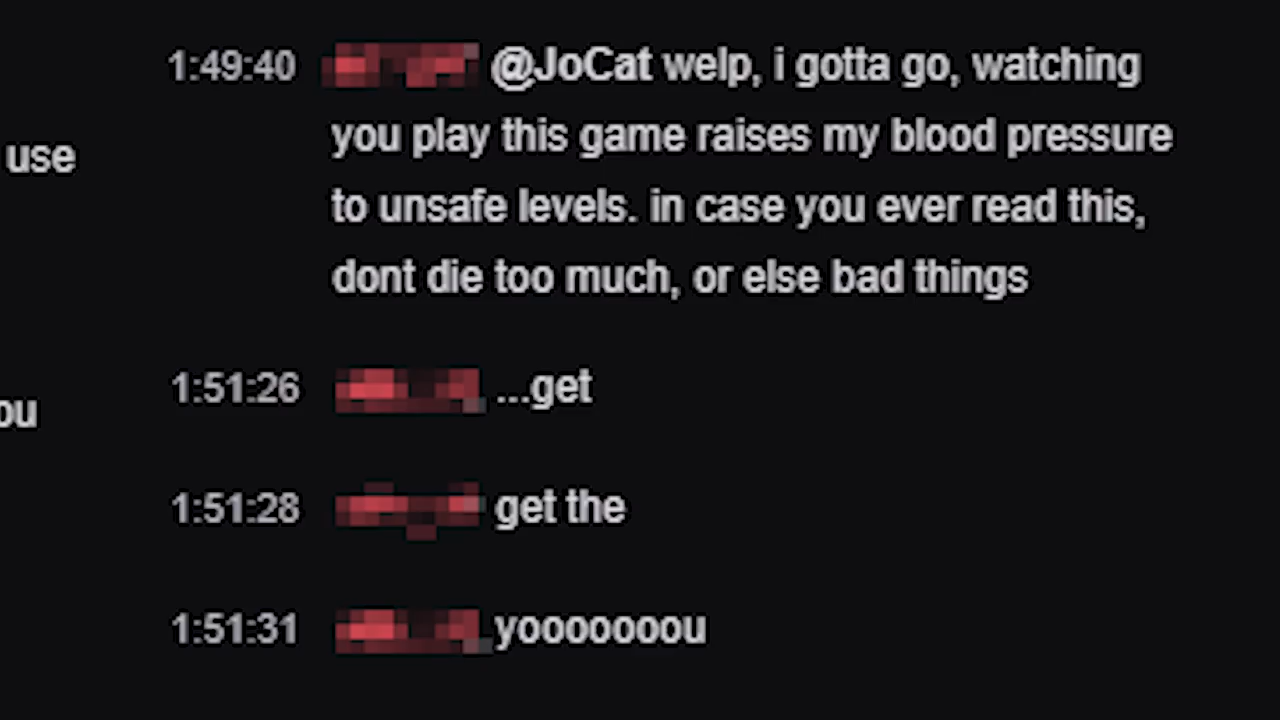 use
ou
1:49:40 @JoCat welp, i gotta go, watching
you play this game raises my blood pressure
to unsafe levels. in case you ever read this,
dont die too much, or else bad things
1:51:26 ...get
1:51:28 get the
1:51:31 yoooooooou